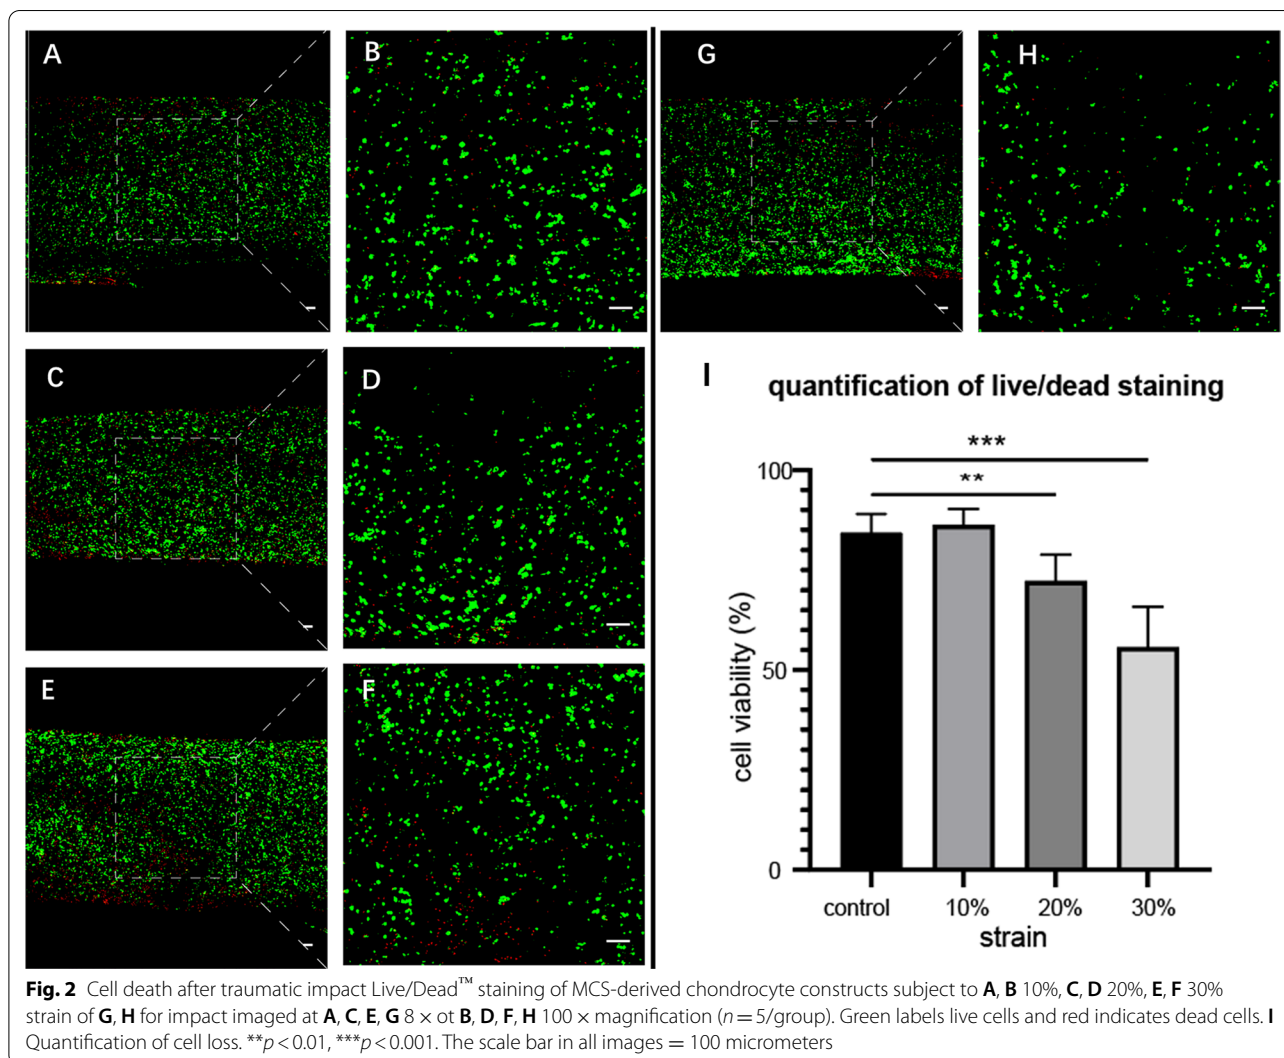 A
B
G
H
C
D
E
F
I
quantification of live/dead staining
***
**
100
50
0
cell viability (%)
control 10% 20% 30%
strain
Fig. 2 Cell death after traumatic impact Live/Dead™ staining of MCS-derived chondrocyte constructs subject to A, B 10%, C, D 20%, E, F 30%
strain of G, H for impact imaged at A, C, E, G 8 × ot B, D, F, H 100 × magnification (n = 5/group). Green labels live cells and red indicates dead cells. I
Quantification of cell loss. **p < 0.01, ***p < 0.001. The scale bar in all images = 100 micrometers